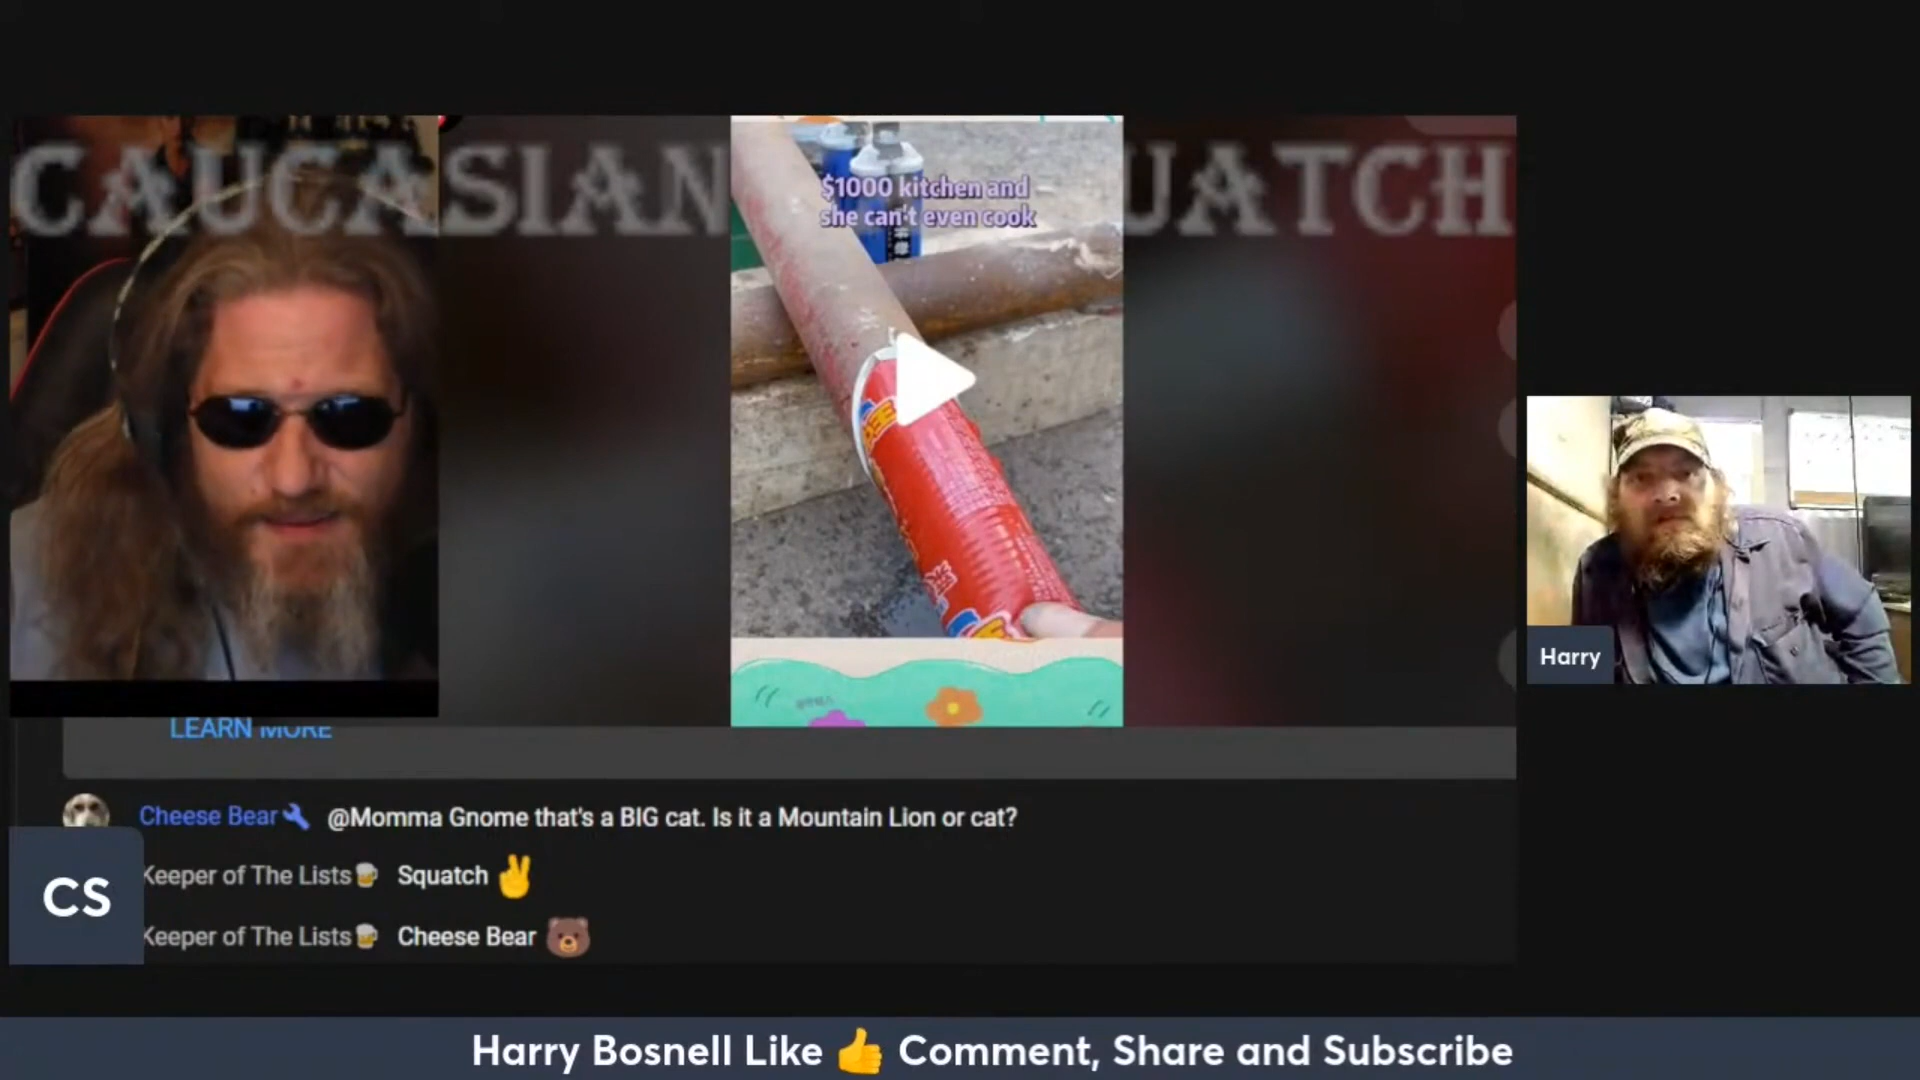 CAUCASIAN
UATCH
$1000 kitchen and
she can't even cook
Harry
LEARN MORE
Cheese Bear🔧 @Momma Gnome that's a BIG cat. Is it a Mountain Lion or cat?
CS
Keeper of The Lists🍺 Squatch ✌️
Keeper of The Lists🍺 Cheese Bear 🐻
Harry Bosnell Like 👍 Comment, Share and Subscribe